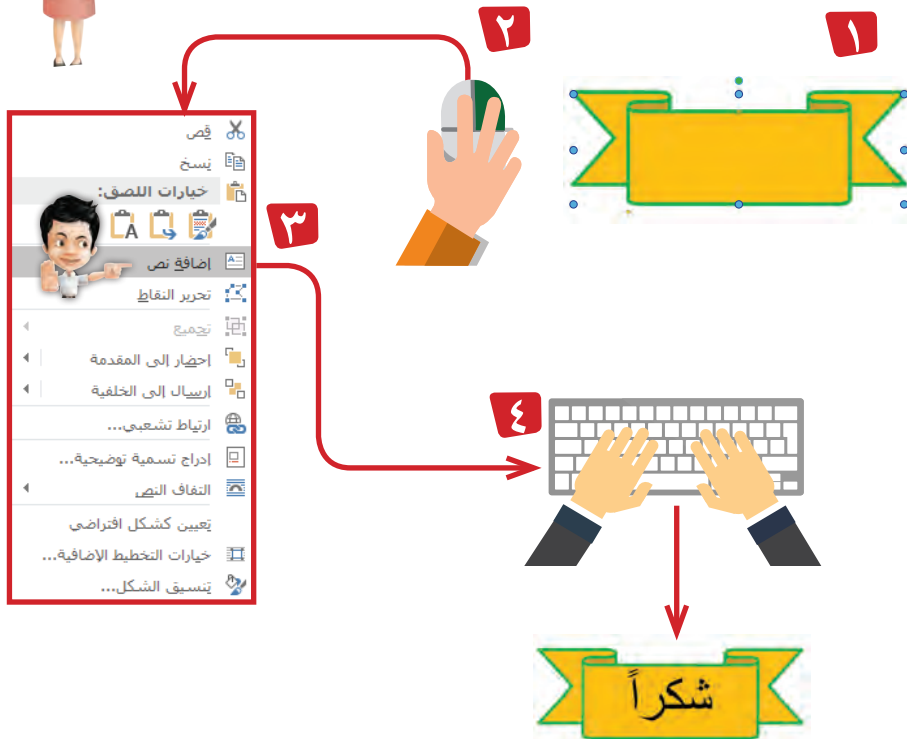 ١
٢
قص
نسخ
خيارات اللصق:
A
٣
إضافة نص
تحرير النقاط
تجميع
إحضار إلى المقدمة
إرسال إلى الخلفية
ارتباط تشعبي...
إدراج تسمية توضيحية...
التفاف النص
تعيين كشكل افتراضي
خيارات التخطيط الإضافية...
تنسيق الشكل...
٤
شكراً